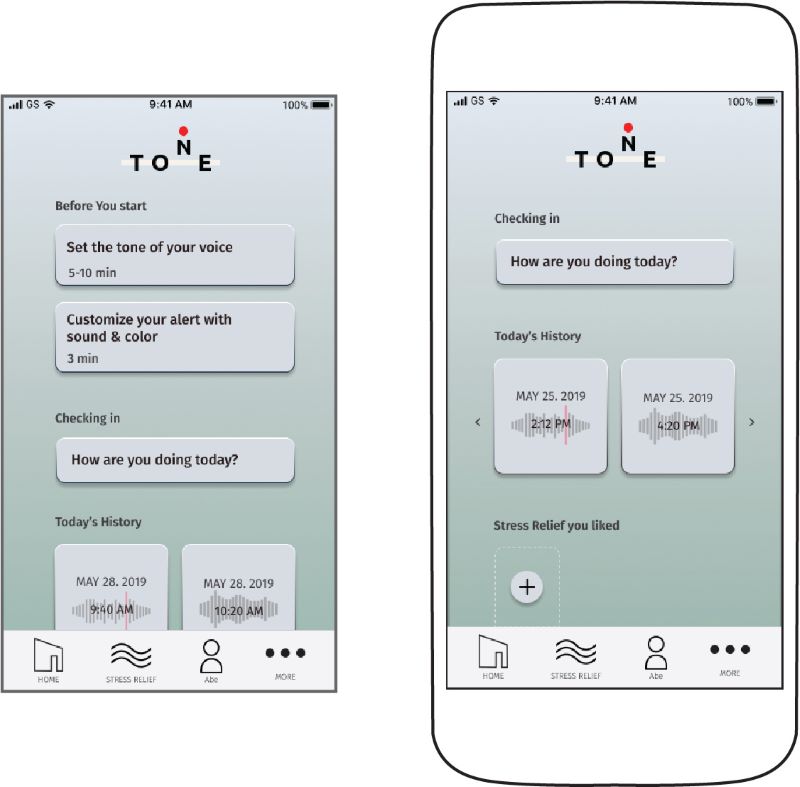 GS 9:41 AM 100%
TONE
Before You start
Set the tone of your voice
5-10 min
Customize your alert with
sound & color
3 min
Checking in
How are you doing today?
Today's History
MAY 28. 2019
9:40 AM
MAY 28. 2019
10:20 AM
HOME
STRESS RELIEF
Abe
MORE
GS 9:41 AM 100%
TONE
Checking in
How are you doing today?
Today's History
‹
MAY 25. 2019
2:12 PM
MAY 25. 2019
4:20 PM
›
Stress Relief you liked
+
HOME
STRESS RELIEF
Abe
MORE